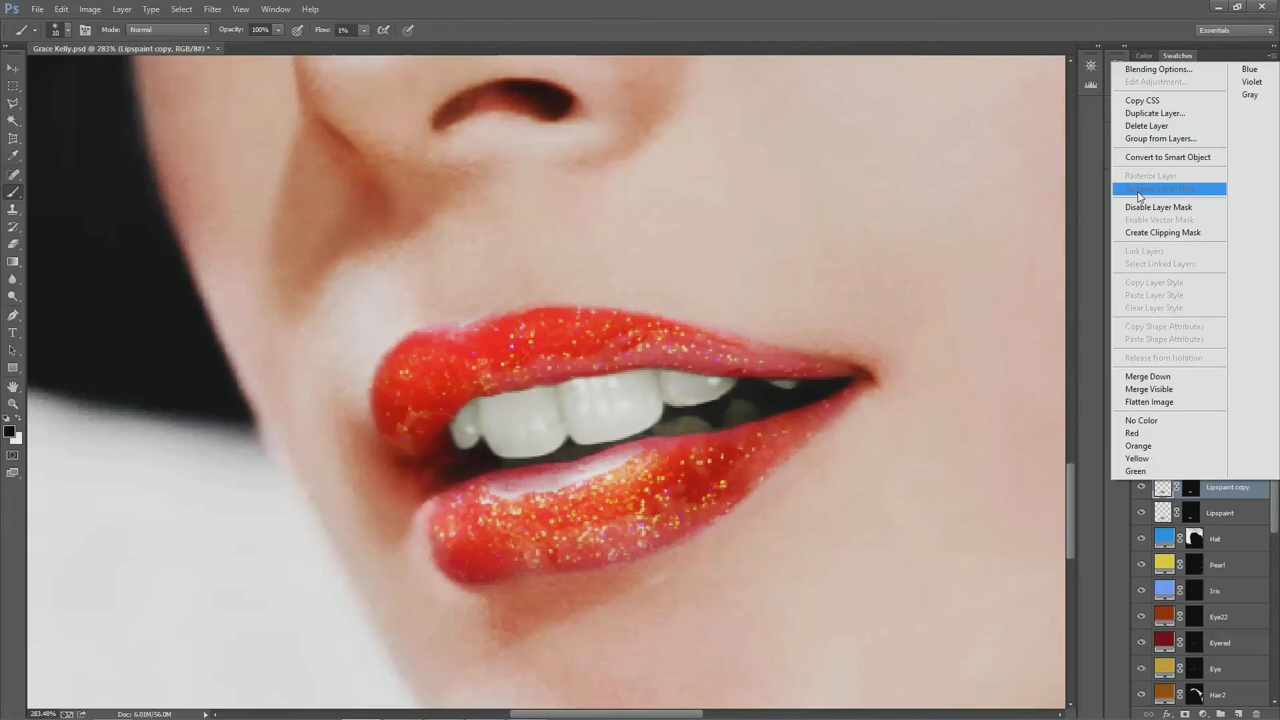 Ps File Edit Image Layer Type Select Filter View Window Help
10 Mode: Normal Opacity: 100% Flow: 1% Essentials
Grace Kelly.psd @ 283% (Lipspaint copy, RGB/8#) * ×
Color Swatches
Blending Options...
Edit Adjustment...
Copy CSS
Duplicate Layer...
Delete Layer
Group from Layers...
Convert to Smart Object
Rasterize Layer
Disable Layer Mask
Enable Vector Mask
Create Clipping Mask
Link Layers
Select Linked Layers
Copy Layer Style
Paste Layer Style
Clear Layer Style
Copy Shape Attributes
Paste Shape Attributes
Release from Isolation
Merge Down
Merge Visible
Flatten Image
No Color
Red
Orange
Yellow
Green
Blue
Violet
Gray
Lipspaint copy
Lipspaint
Hat
Pearl
Iris
Eye22
Eyered
Eye
Hair2
283.48% Doc: 6.01M/56.0M